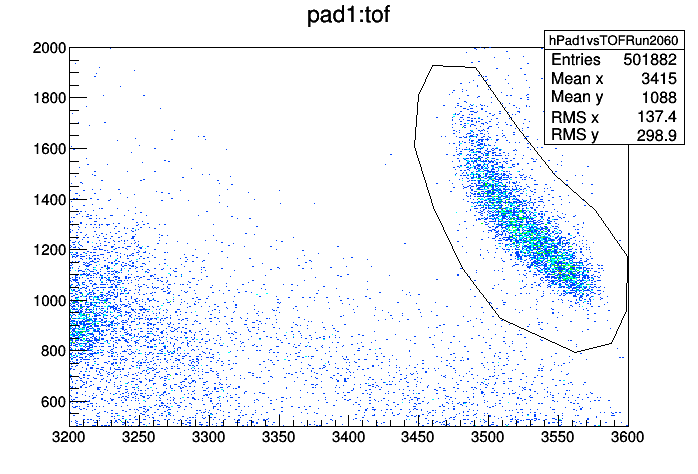 pad1:tof
hPad1vsTOFRun2060
Entries 501882
Mean x 3415
Mean y 1088
RMS x 137.4
RMS y 298.9
2000
1800
1600
1400
1200
1000
800
600
3200 3250 3300 3350 3400 3450 3500 3550 3600